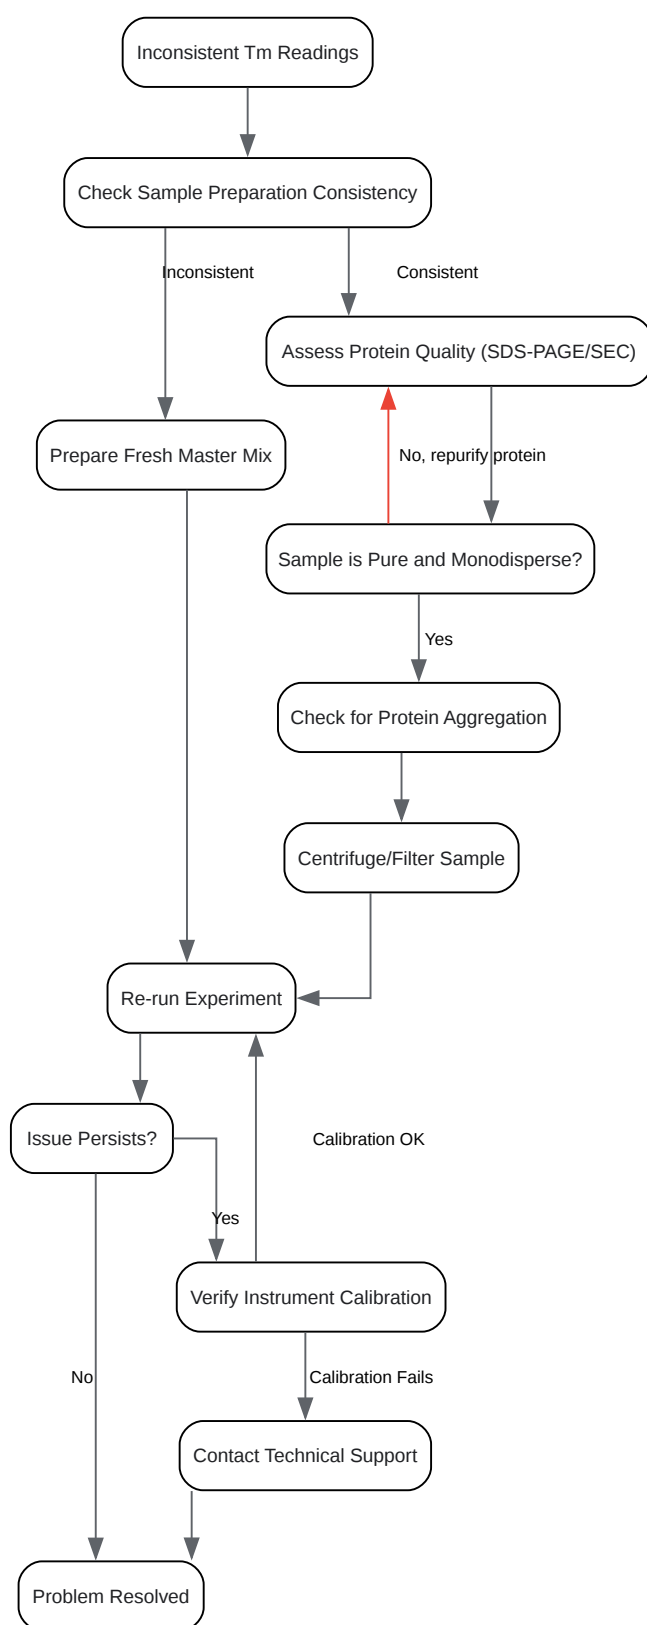 Inconsistent Tm Readings
Check Sample Preparation Consistency
Inconsistent
Consistent
Assess Protein Quality (SDS-PAGE/SEC)
Prepare Fresh Master Mix
No, repurify protein
Sample is Pure and Monodisperse?
Yes
Check for Protein Aggregation
Centrifuge/Filter Sample
Re-run Experiment
Issue Persists?
Calibration OK
Yes
Verify Instrument Calibration
No
Calibration Fails
Contact Technical Support
Problem Resolved